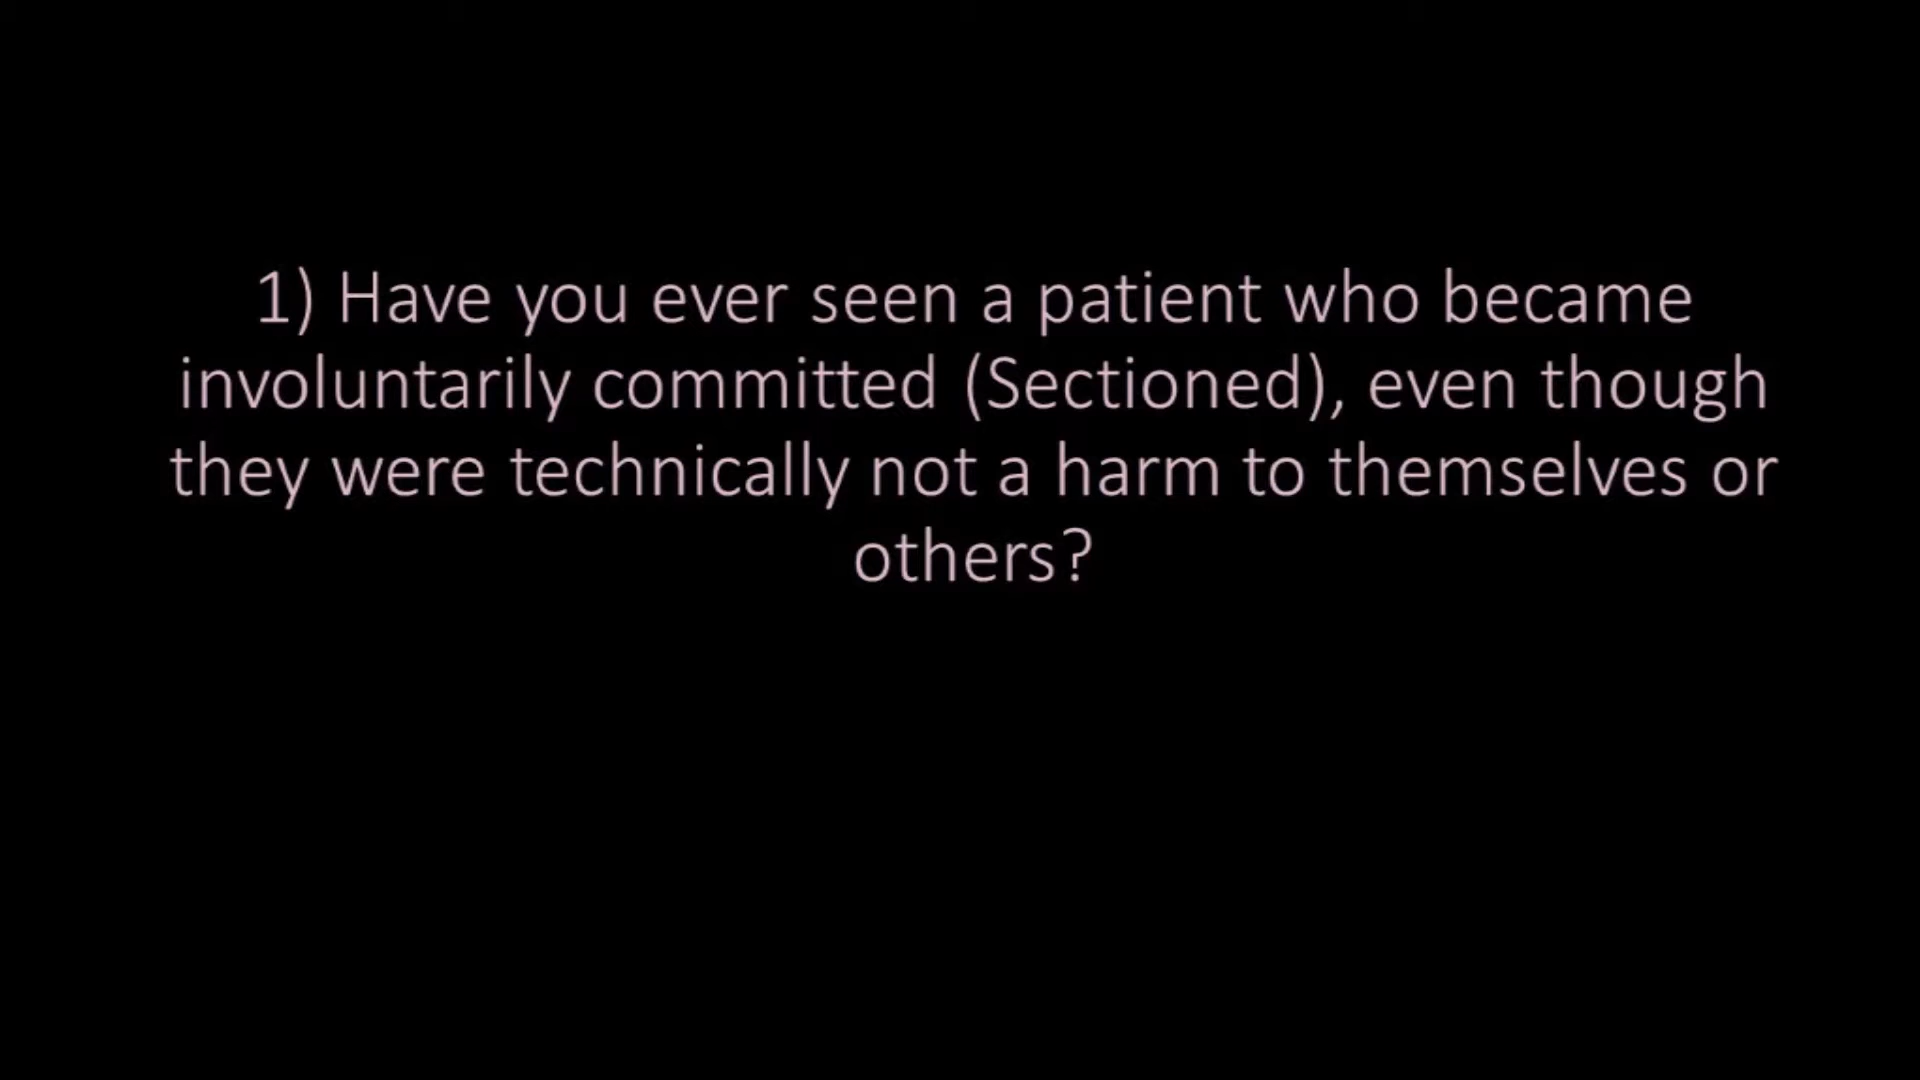 1) Have you ever seen a patient who became
involuntarily committed (Sectioned), even though
they were technically not a harm to themselves or
others?